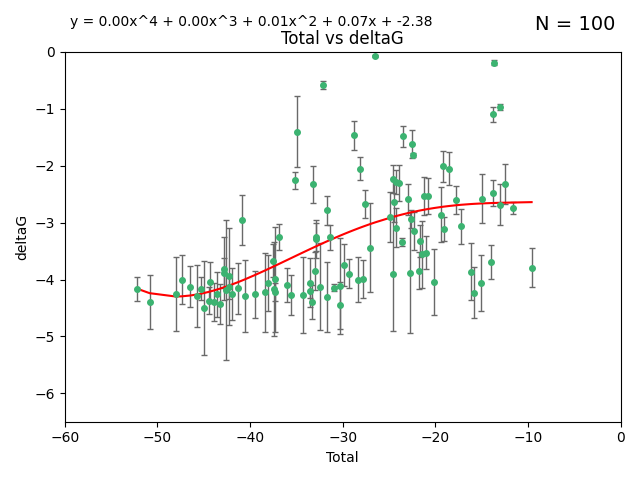 y = 0.00x^4 + 0.00x^3 + 0.01x^2 + 0.07x + -2.38
N = 100
Total vs deltaG
0
−1
−2
−3
−4
−5
−6
deltaG
−60 −50 −40 −30 −20 −10 0
Total